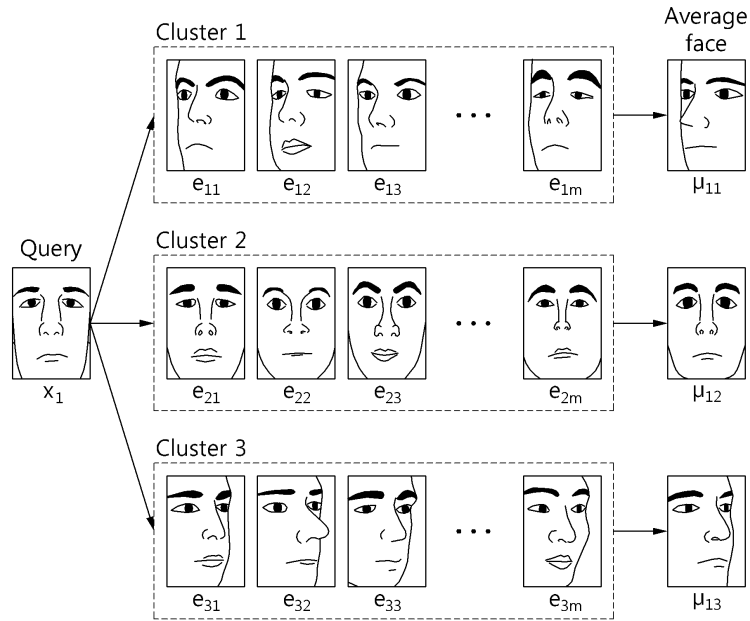 Average
face
Cluster 1
e11 e12 e13 ... e1m μ11
Query
x1
Cluster 2
e21 e22 e23 ... e2m μ12
Cluster 3
e31 e32 e33 ... e3m μ13